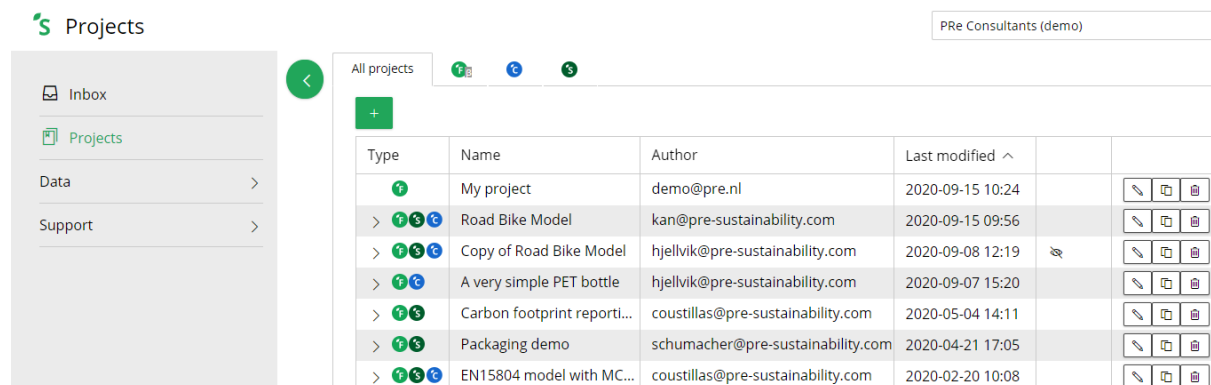 Projects
PRe Consultants (demo)
Inbox
Projects
Data
Support
All projects
+
Type Name Author Last modified
My project demo@pre.nl 2020-09-15 10:24
Road Bike Model kan@pre-sustainability.com 2020-09-15 09:56
Copy of Road Bike Model hjellvik@pre-sustainability.com 2020-09-08 12:19
A very simple PET bottle hjellvik@pre-sustainability.com 2020-09-07 15:20
Carbon footprint reporti... coustillas@pre-sustainability.com 2020-05-04 14:11
Packaging demo schumacher@pre-sustainability.com 2020-04-21 17:05
EN15804 model with MC... coustillas@pre-sustainability.com 2020-02-20 10:08